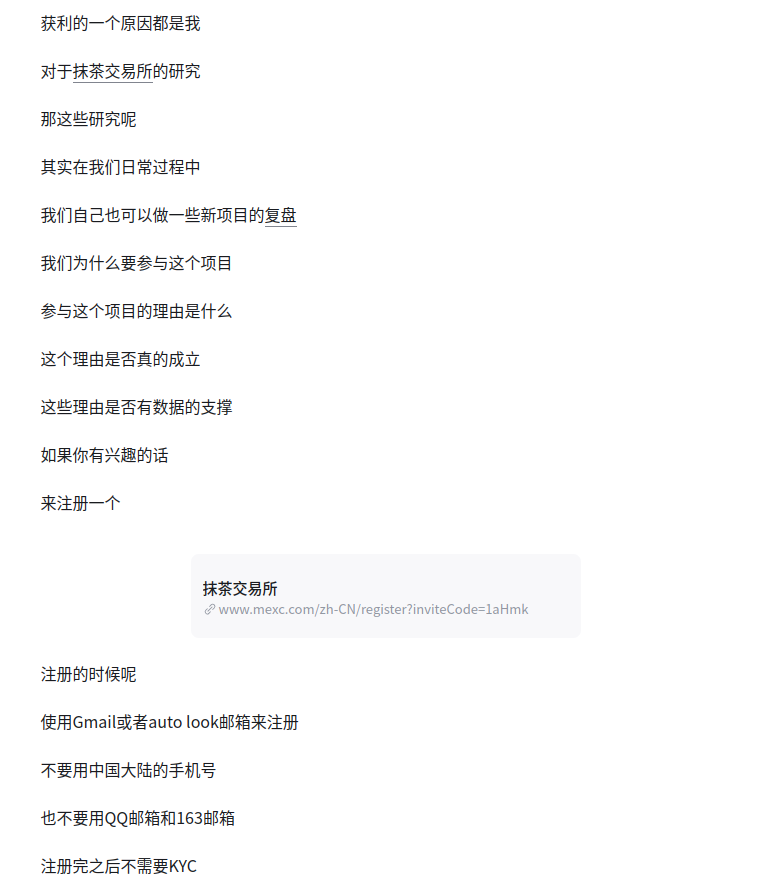 获利的一个原因都是我
对于抹茶交易所的研究
那这些研究呢
其实在我们日常过程中
我们自己也可以做一些新项目的复盘
我们为什么要参与这个项目
参与这个项目的理由是什么
这个理由是否真的成立
这些理由是否有数据的支撑
如果你有兴趣的话
来注册一个
抹茶交易所
www.mexc.com/zh-CN/register?inviteCode=1aHmk
注册的时候呢
使用Gmail或者auto look邮箱来注册
不要用中国大陆的手机号
也不要用QQ邮箱和163邮箱
注册完之后不需要KYC